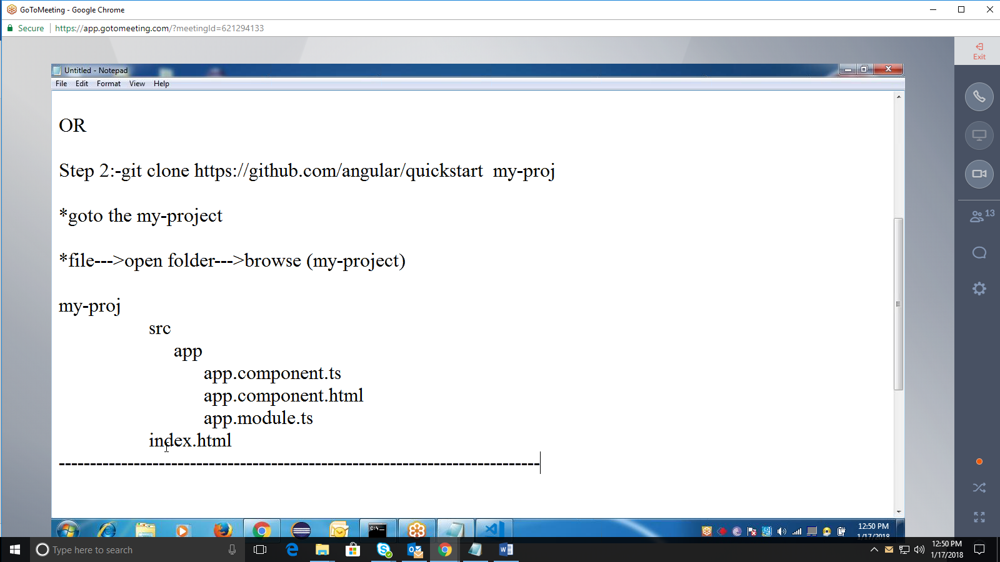 GoToMeeting - Google Chrome
Secure https://app.gotomeeting.com/?meetingId=621294133
Exit
Untitled - Notepad
File Edit Format View Help
OR
Step 2:-git clone https://github.com/angular/quickstart  my-proj
*goto the my-project
*file--->open folder--->browse (my-project)
my-proj
src
app
app.component.ts
app.component.html
app.module.ts
index.html
-----------------------------------------------------------------------------
13
C:\_
12:50 PM
1/17/2018
Type here to search
12:50 PM
1/17/2018